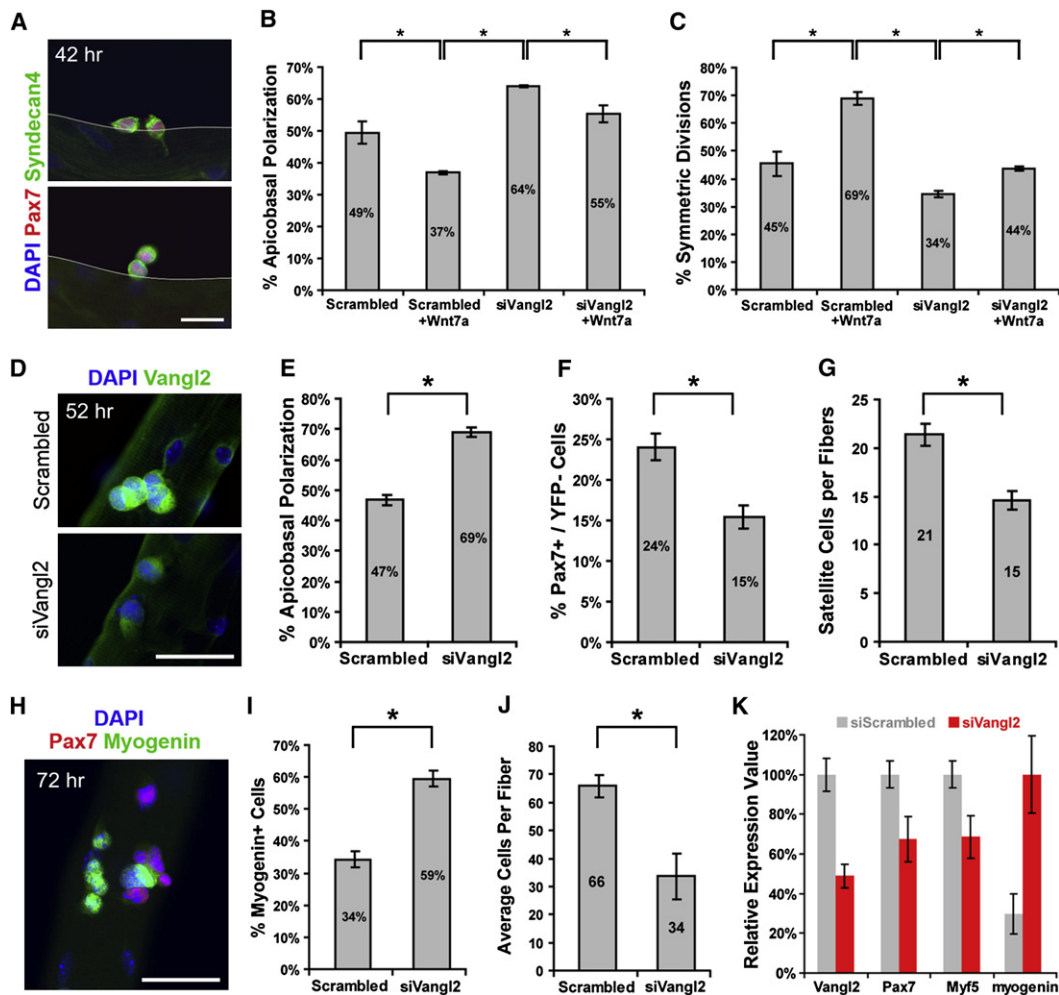 A
42 hr
DAPI Pax7 Syndecan4
B
* * *
% Apicobasal Polarization
70%
60%
50%
40%
30%
20%
10%
0%
49%
37%
64%
55%
Scrambled
Scrambled
+Wnt7a
siVangl2
siVangl2
+Wnt7a
C
* * *
% Symmetric Divisions
80%
70%
60%
50%
40%
30%
20%
10%
0%
45%
69%
34%
44%
Scrambled
Scrambled
+Wnt7a
siVangl2
siVangl2
+Wnt7a
D
DAPI Vangl2
52 hr
Scrambled
siVangl2
E
*
% Apicobasal Polarization
80%
70%
60%
50%
40%
30%
20%
10%
0%
47%
69%
Scrambled siVangl2
F
*
% Pax7+ / YFP- Cells
30%
25%
20%
15%
10%
5%
0%
24%
15%
Scrambled siVangl2
G
*
Satellite Cells per Fibers
25
20
15
10
5
0
21
15
Scrambled siVangl2
H
DAPI
Pax7 Myogenin
72 hr
I
*
% Myogenin+ Cells
70%
60%
50%
40%
30%
20%
10%
0%
34%
59%
Scrambled siVangl2
J
*
Average Cells Per Fiber
80
70
60
50
40
30
20
10
0
66
34
Scrambled siVangl2
K
siScrambled siVangl2
Relative Expression Value
120%
100%
80%
60%
40%
20%
0%
Vangl2 Pax7 Myf5 myogenin